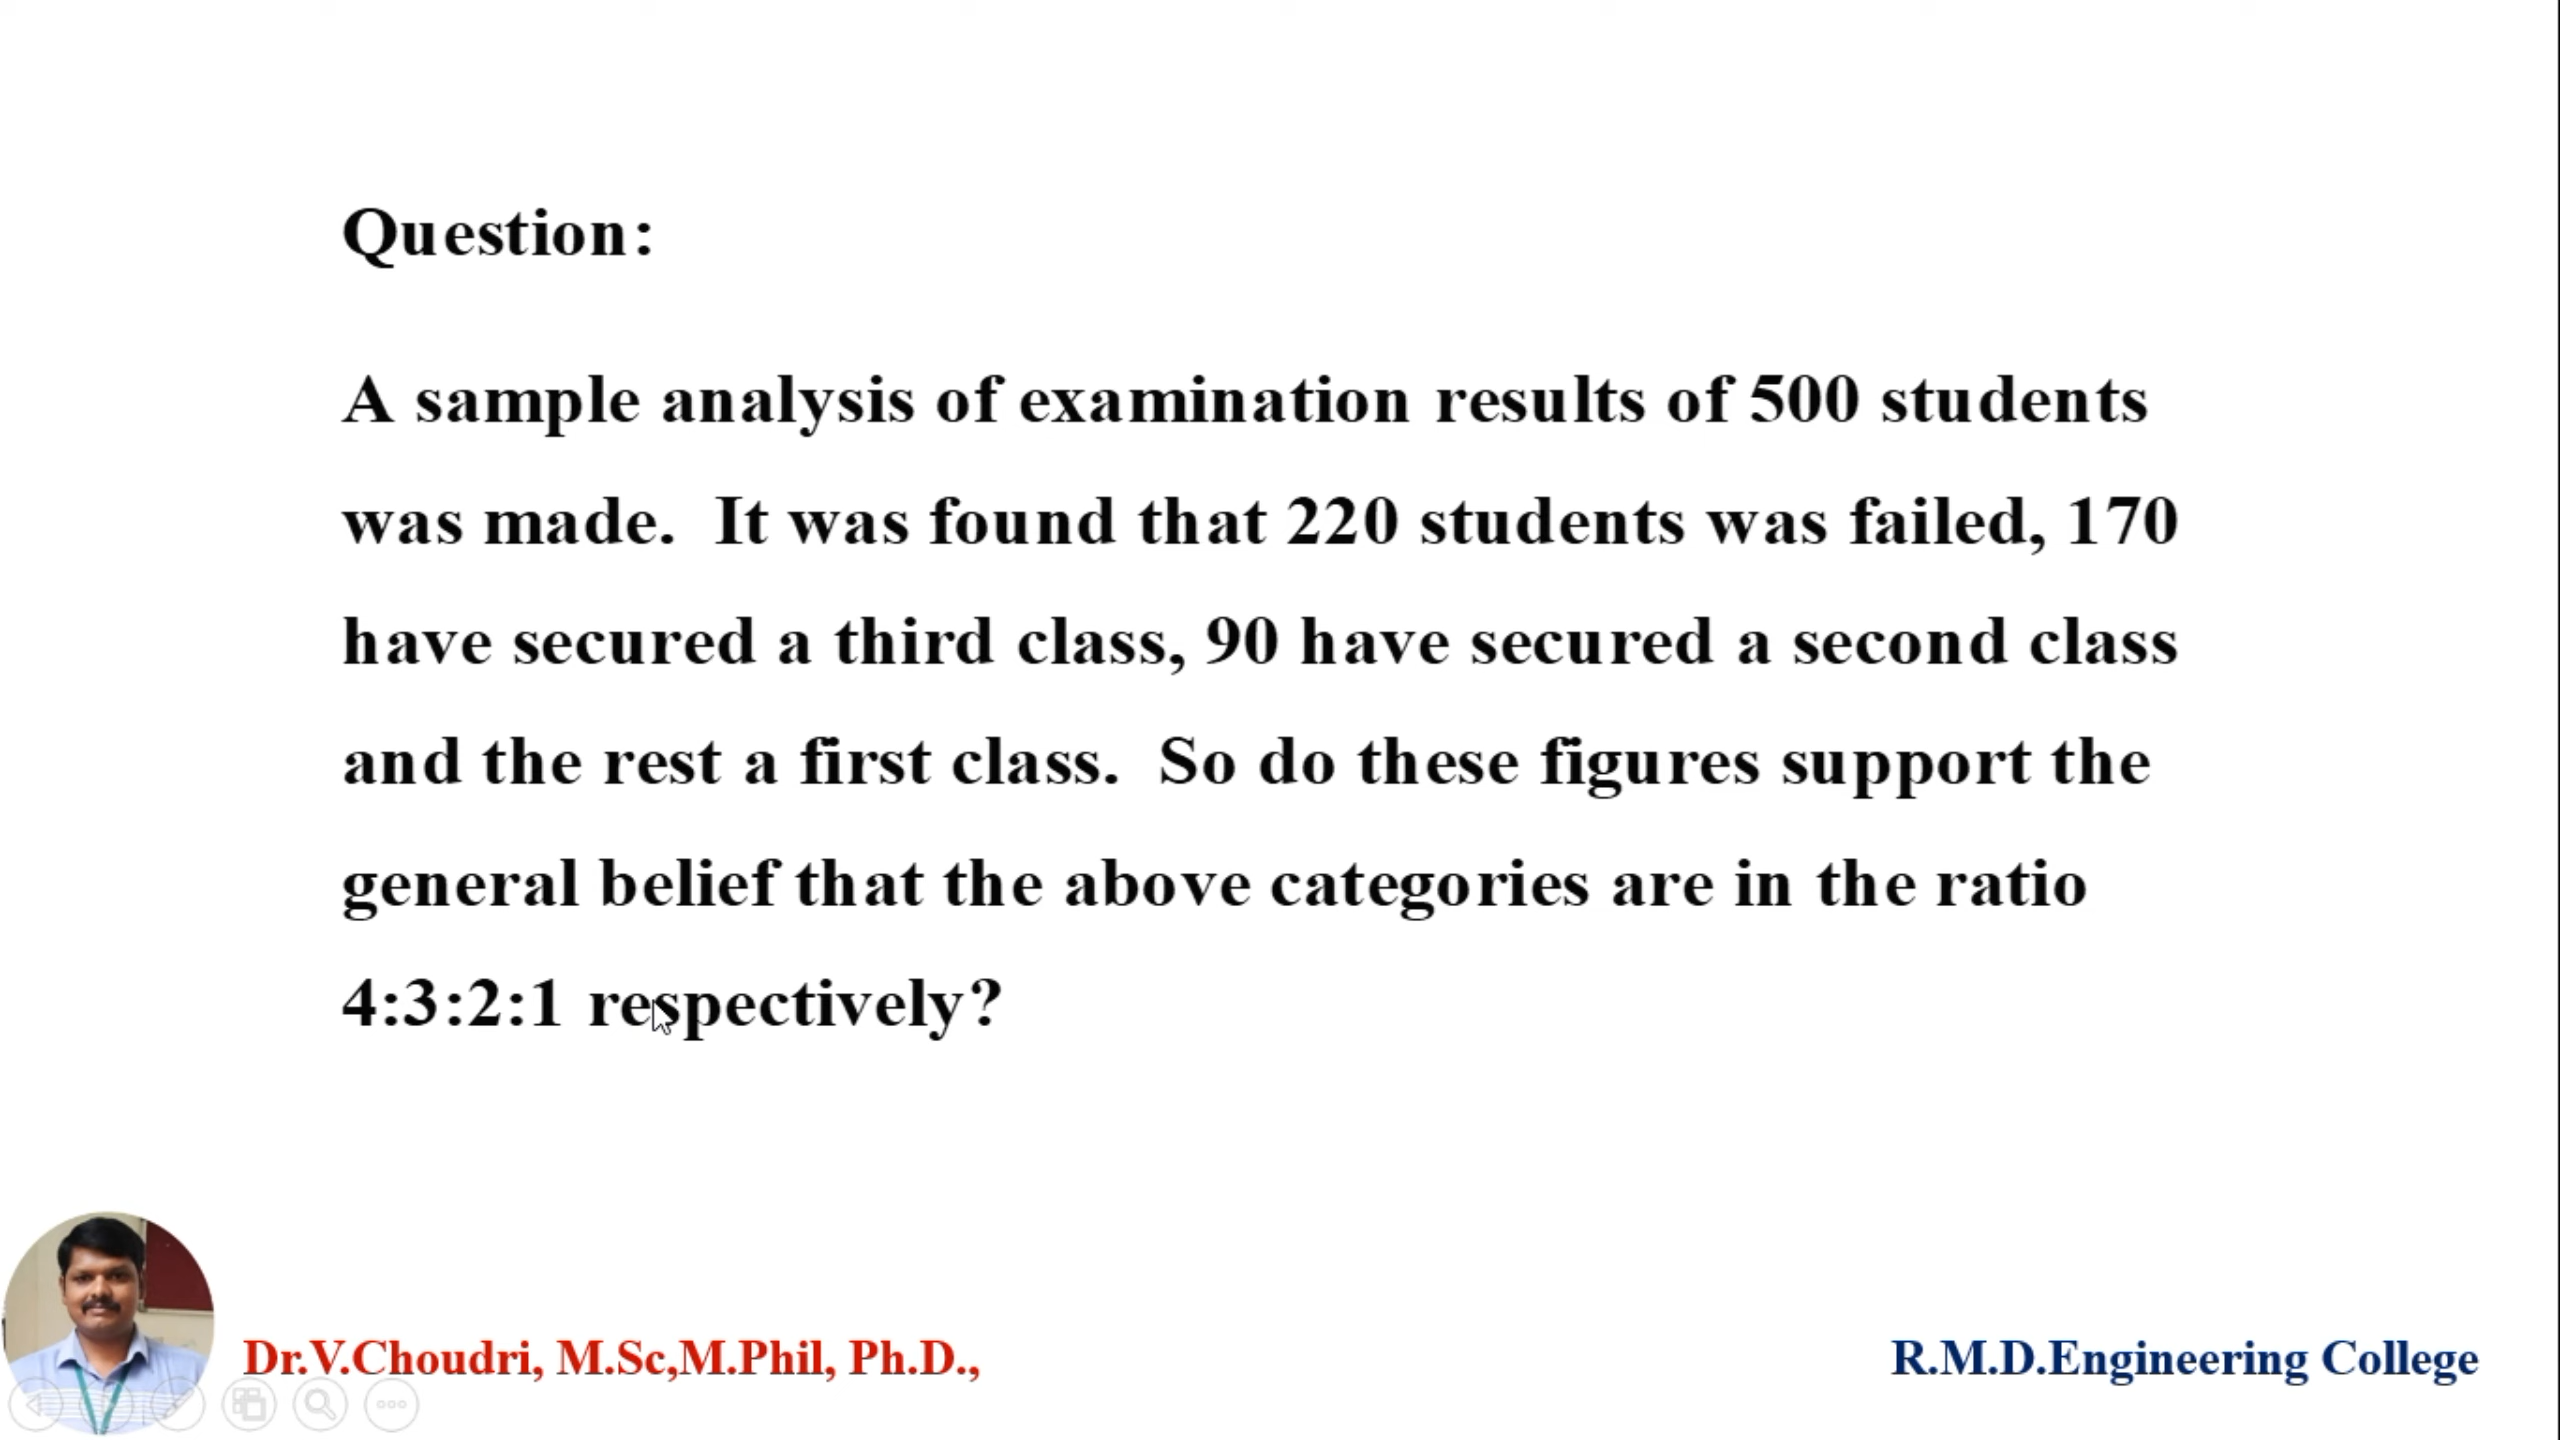 Question:
A sample analysis of examination results of 500 students
was made. It was found that 220 students was failed, 170
have secured a third class, 90 have secured a second class
and the rest a first class. So do these figures support the
general belief that the above categories are in the ratio
4:3:2:1 respectively?
Dr.V.Choudri, M.Sc,M.Phil, Ph.D.,
R.M.D.Engineering College